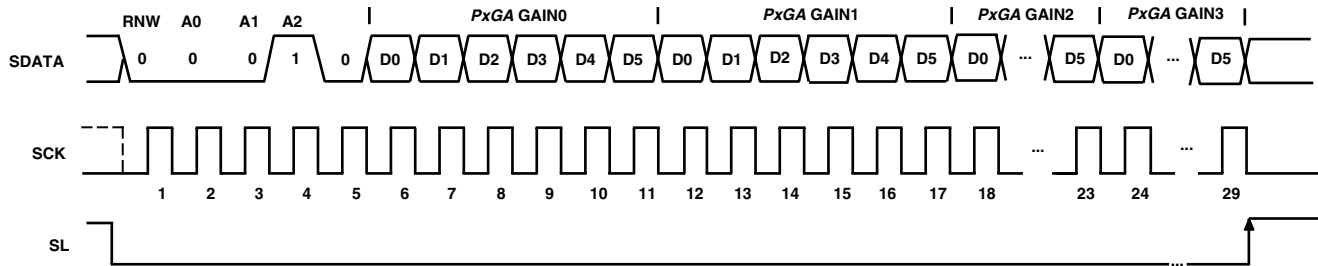 RNW A0 A1 A2 PxGA GAIN0 PxGA GAIN1 PxGA GAIN2 PxGA GAIN3
SDATA 0 0 0 1 0 D0 D1 D2 D3 D4 D5 D0 D1 D2 D3 D4 D5 D0 ... D5 D0 ... D5
SCK ... ...
1 2 3 4 5 6 7 8 9 10 11 12 13 14 15 16 17 18 23 24 29
SL ...